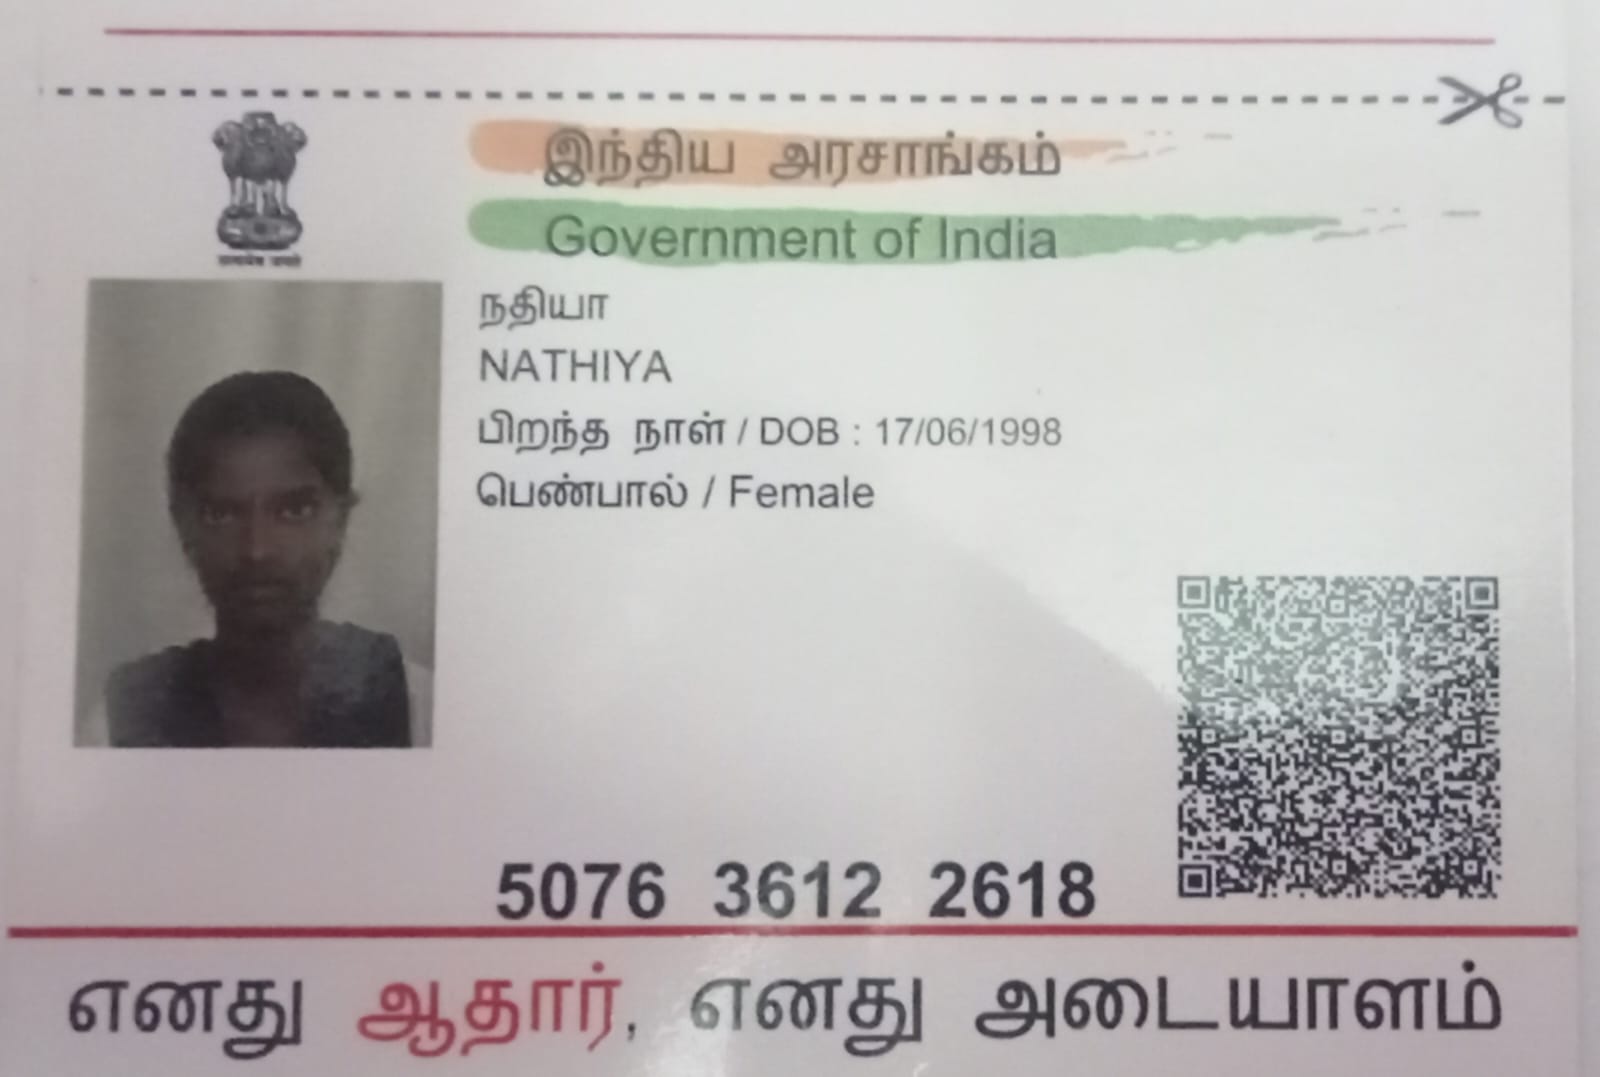 இந்திய அரசாங்கம்
Government of India
நதியா
NATHIYA
பிறந்த நாள் / DOB : 17/06/1998
பெண்பால் / Female
5076 3612 2618
எனது ஆதார், எனது அடையாளம்